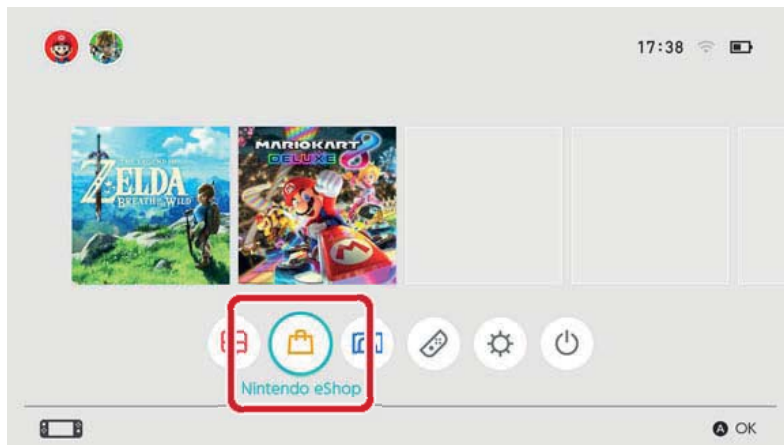 17:38
THE LEGEND OF
ZELDA
BREATH OF THE WILD
MARIOKART 8
DELUXE
Nintendo eShop
A OK